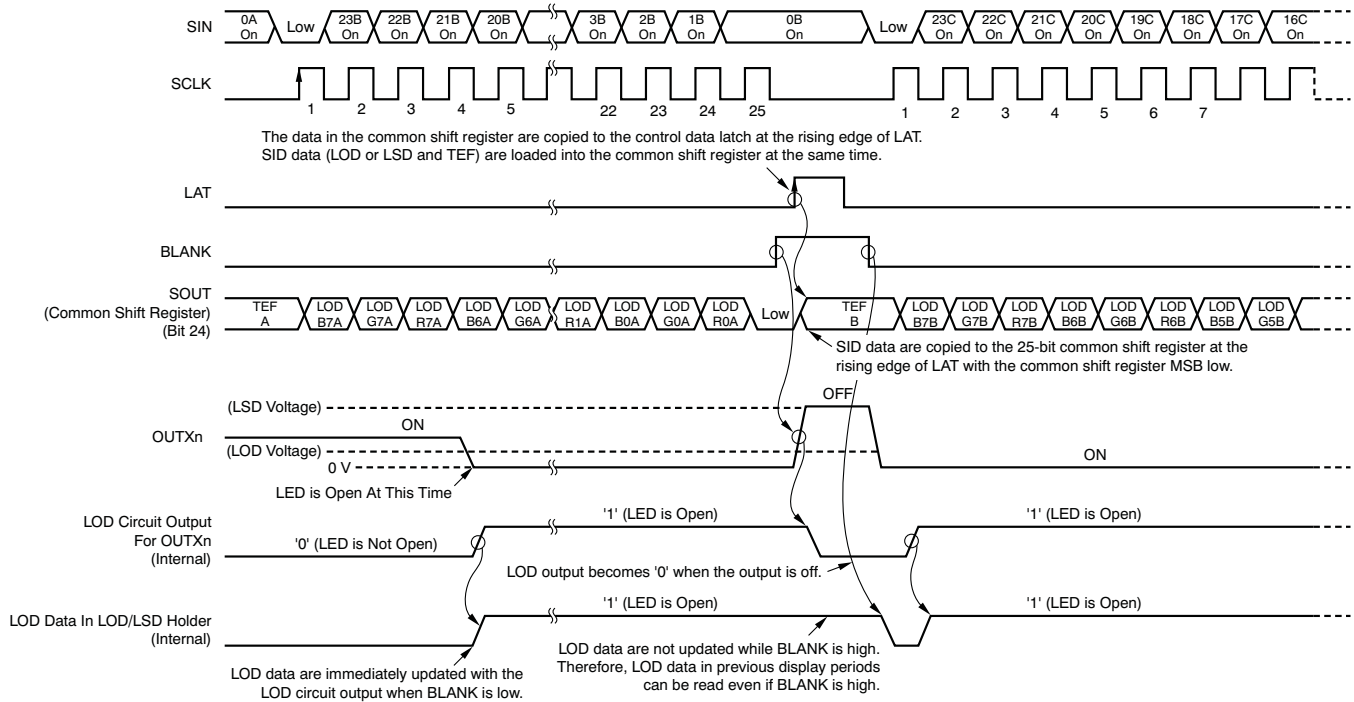 SIN
0A On
Low
23B On
22B On
21B On
20B On
3B On
2B On
1B On
0B On
Low
23C On
22C On
21C On
20C On
19C On
18C On
17C On
16C On
SCLK
1 2 3 4 5 22 23 24 25 1 2 3 4 5 6 7
The data in the common shift register are copied to the control data latch at the rising edge of LAT.
SID data (LOD or LSD and TEF) are loaded into the common shift register at the same time.
LAT
BLANK
SOUT
(Common Shift Register)
(Bit 24)
TEF A
LOD B7A
LOD G7A
LOD R7A
LOD B6A
LOD G6A
LOD R1A
LOD B0A
LOD G0A
LOD R0A
Low
TEF B
LOD B7B
LOD G7B
LOD R7B
LOD B6B
LOD G6B
LOD R6B
LOD B5B
LOD G5B
SID data are copied to the 25-bit common shift register at the
rising edge of LAT with the common shift register MSB low.
OUTXn
(LSD Voltage)
ON
(LOD Voltage)
0 V
OFF
ON
LED is Open At This Time
LOD Circuit Output
For OUTXn
(Internal)
'0' (LED is Not Open)
'1' (LED is Open)
'1' (LED is Open)
LOD output becomes '0' when the output is off.
LOD Data In LOD/LSD Holder
(Internal)
'1' (LED is Open)
'1' (LED is Open)
LOD data are immediately updated with the
LOD circuit output when BLANK is low.
LOD data are not updated while BLANK is high.
Therefore, LOD data in previous display periods
can be read even if BLANK is high.